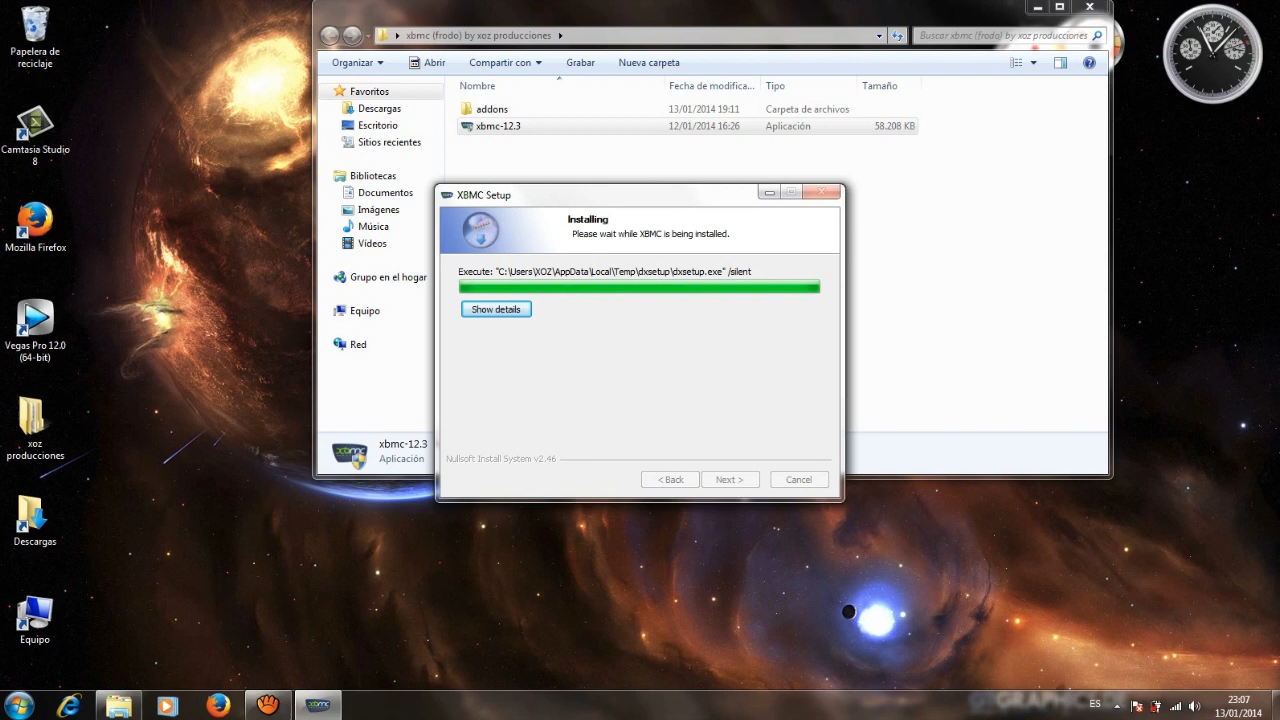 Papelera de
reciclaje
Camtasia Studio
8
Mozilla Firefox
Vegas Pro 12.0
(64-bit)
xoz
producciones
Descargas
Equipo
xbmc (frodo) by xoz producciones
Buscar xbmc (frodo) by xoz producciones
Organizar
Abrir
Compartir con
Grabar
Nueva carpeta
Favoritos
Descargas
Escritorio
Sitios recientes
Bibliotecas
Documentos
Imágenes
Música
Vídeos
Grupo en el hogar
Equipo
Red
Nombre Fecha de modifica... Tipo Tamaño
addons 13/01/2014 19:11 Carpeta de archivos
xbmc-12.3 12/01/2014 16:26 Aplicación 58.208 KB
xbmc-12.3
Aplicación
XBMC Setup
Installing
Please wait while XBMC is being installed.
Execute: "C:\Users\XOZ\AppData\Local\Temp\dxsetup\dxsetup.exe" /silent
Show details
Nullsoft Install System v2.46
< Back
Next >
Cancel
ES
23:07
13/01/2014